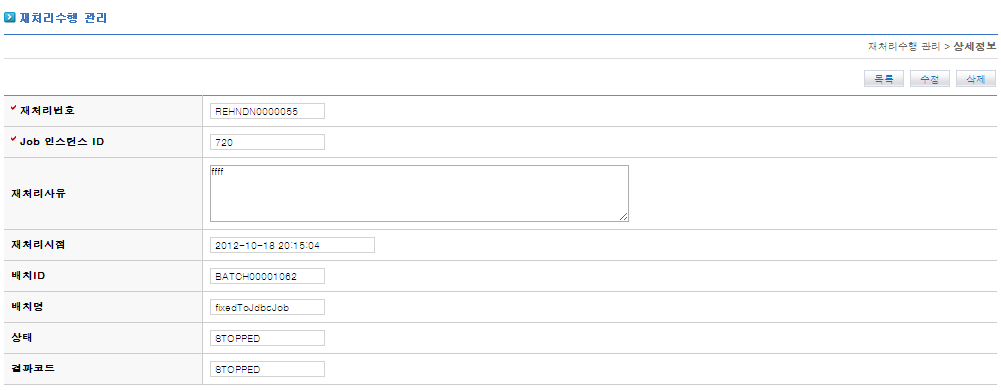 재처리수행 관리
재처리수행 관리 > 상세정보
목록 수정 삭제
재처리번호 REHNDN0000055
Job 인스턴스 ID 720
재처리사유 ffff
재처리시점 2012-10-18 20:15:04
배치ID BATCH00001062
배치명 fixedToJdbcJob
상태 STOPPED
결과코드 STOPPED